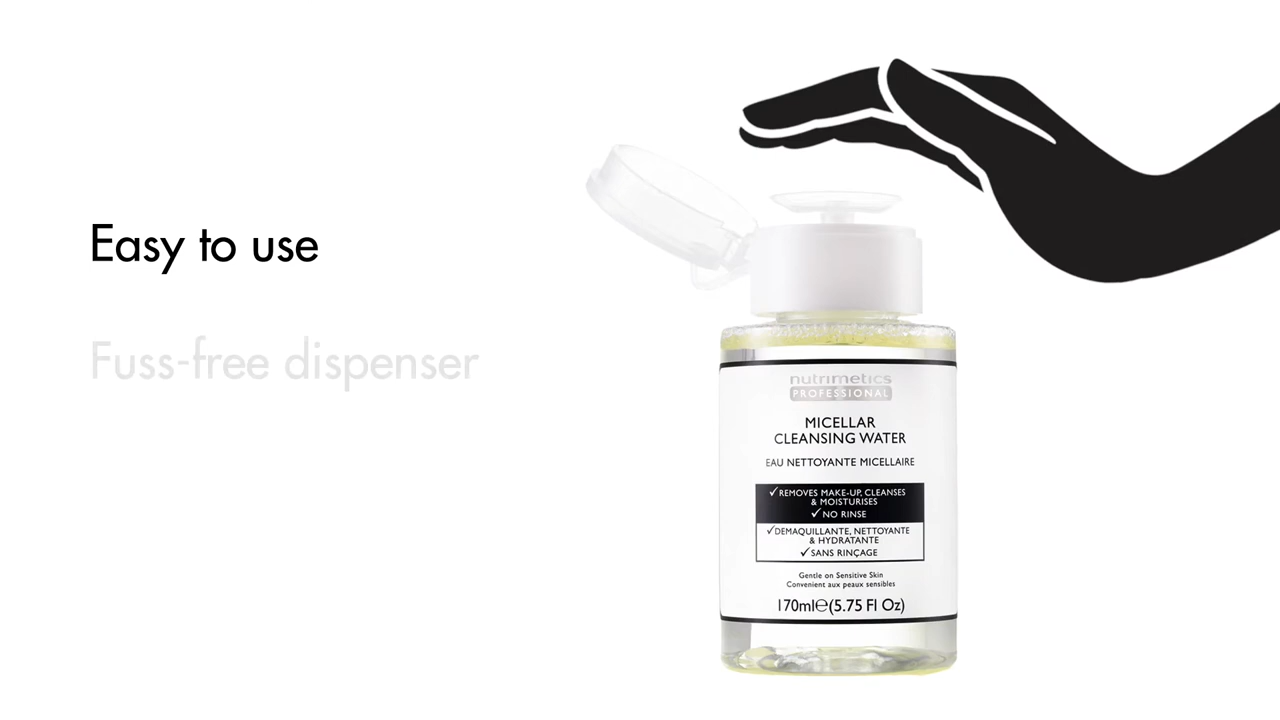 Easy to use
Fuss-free dispenser
nutrimetics
PROFESSIONAL
MICELLAR
CLEANSING WATER
EAU NETTOYANTE MICELLAIRE
✓ REMOVES MAKE-UP, CLEANSES
& MOISTURISES
✓ NO RINSE
✓ DEMAQUILLANTE, NETTOYANTE
& HYDRATANTE
✓ SANS RINÇAGE
Gentle on Sensitive Skin
Convenient aux peaux sensibles
170ml℮(5.75 Fl Oz)